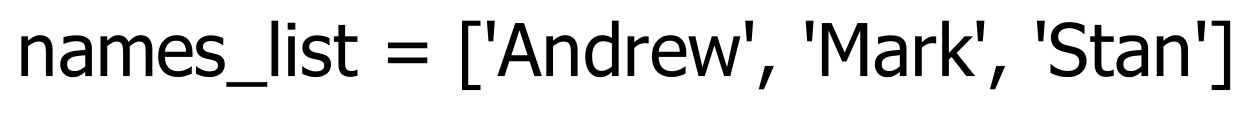 names_list = ['Andrew', 'Mark', 'Stan']